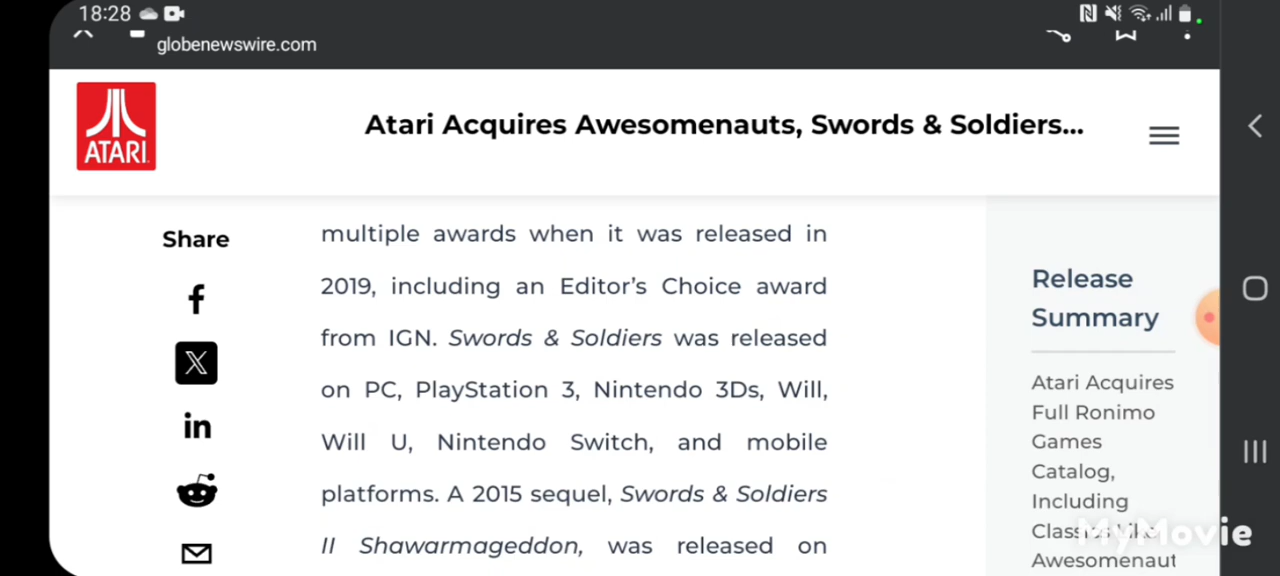 18:28
globenewswire.com
ATARI
Atari Acquires Awesomenauts, Swords & Soldiers...
Share
multiple awards when it was released in
2019, including an Editor’s Choice award
from IGN. Swords & Soldiers was released
on PC, PlayStation 3, Nintendo 3Ds, Will,
Will U, Nintendo Switch, and mobile
platforms. A 2015 sequel, Swords & Soldiers
II Shawarmageddon, was released on
Release
Summary
Atari Acquires
Full Ronimo
Games
Catalog,
Including
Classics Like
Awesomenaut
MyMovie